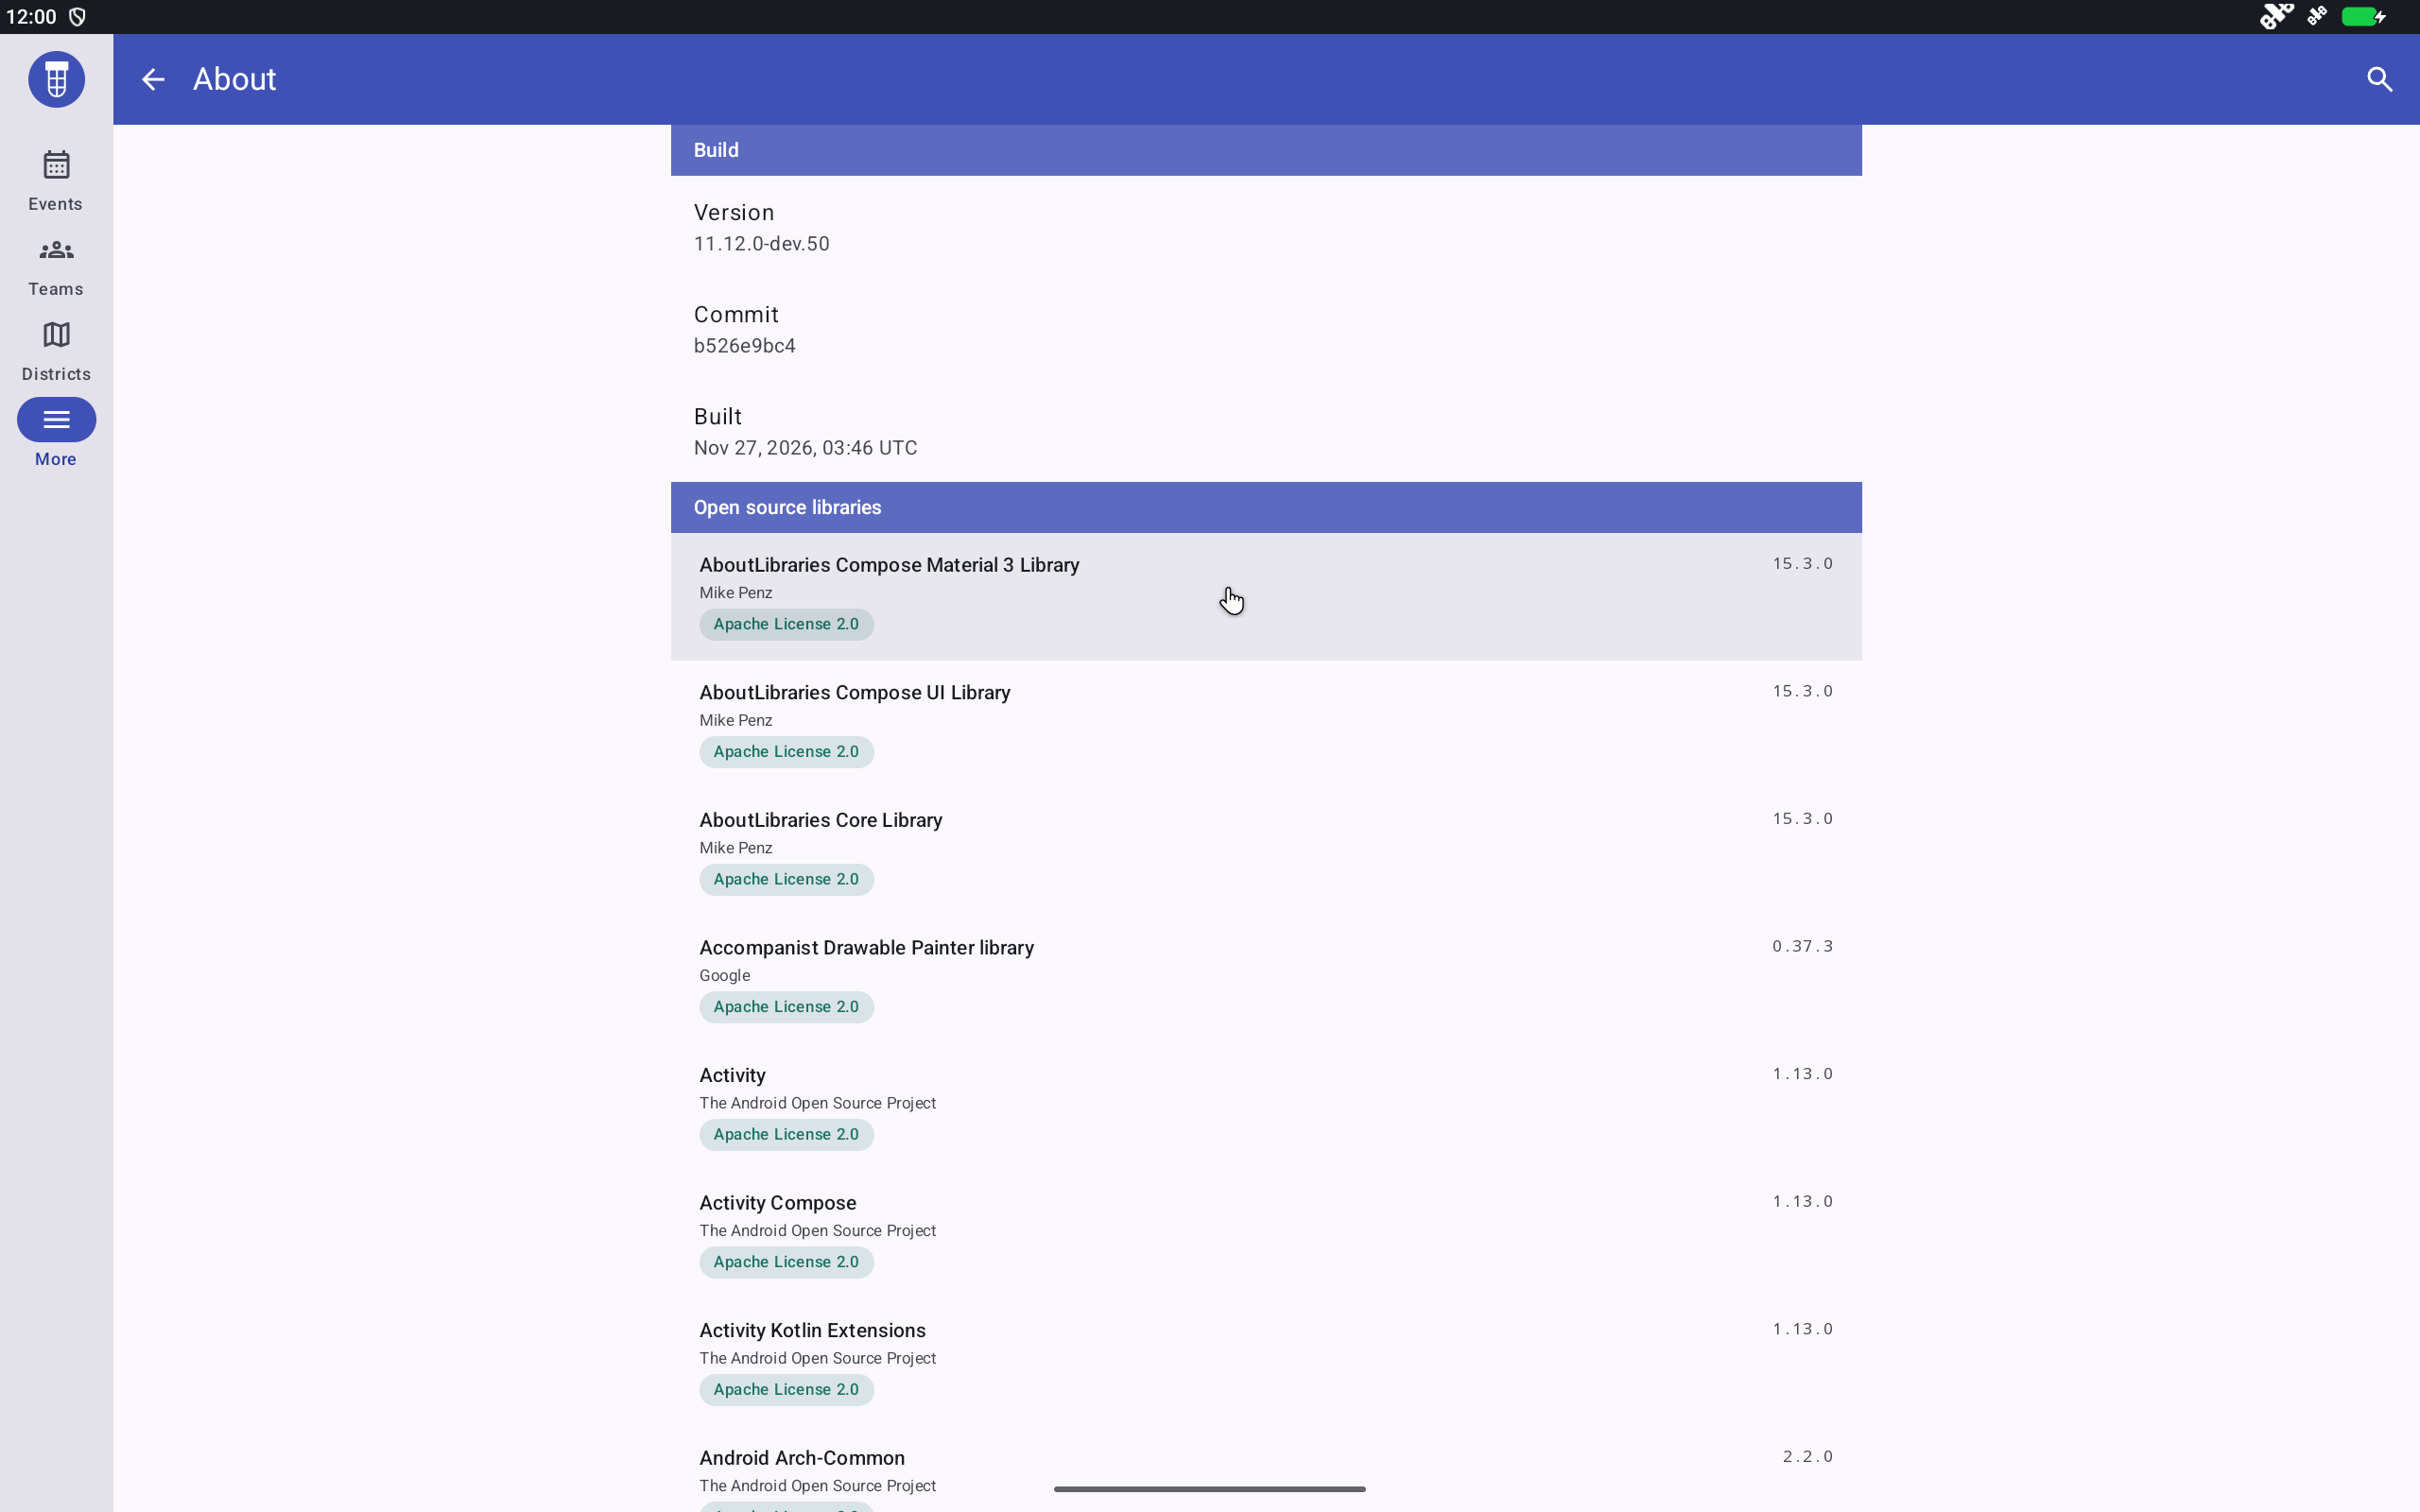 12:00
About
Events
Teams
Districts
More
Build
Version
11.12.0-dev.50
Commit
b526e9bc4
Built
Nov 27, 2026, 03:46 UTC
Open source libraries
AboutLibraries Compose Material 3 Library 15.3.0
Mike Penz
Apache License 2.0
AboutLibraries Compose UI Library 15.3.0
Mike Penz
Apache License 2.0
AboutLibraries Core Library 15.3.0
Mike Penz
Apache License 2.0
Accompanist Drawable Painter library 0.37.3
Google
Apache License 2.0
Activity 1.13.0
The Android Open Source Project
Apache License 2.0
Activity Compose 1.13.0
The Android Open Source Project
Apache License 2.0
Activity Kotlin Extensions 1.13.0
The Android Open Source Project
Apache License 2.0
Android Arch-Common 2.2.0
The Android Open Source Project